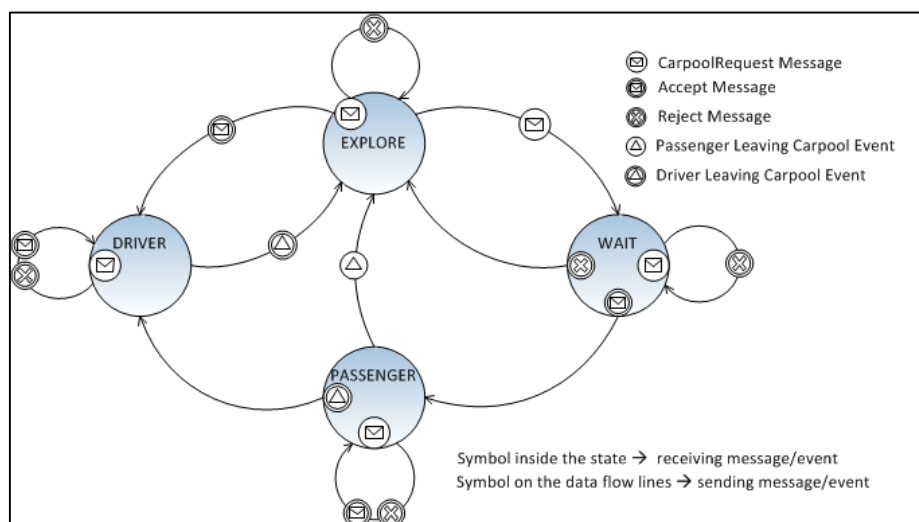 CarpoolRequest Message
Accept Message
Reject Message
Passenger Leaving Carpool Event
Driver Leaving Carpool Event
EXPLORE
DRIVER
WAIT
PASSENGER
Symbol inside the state → receiving message/event
Symbol on the data flow lines → sending message/event